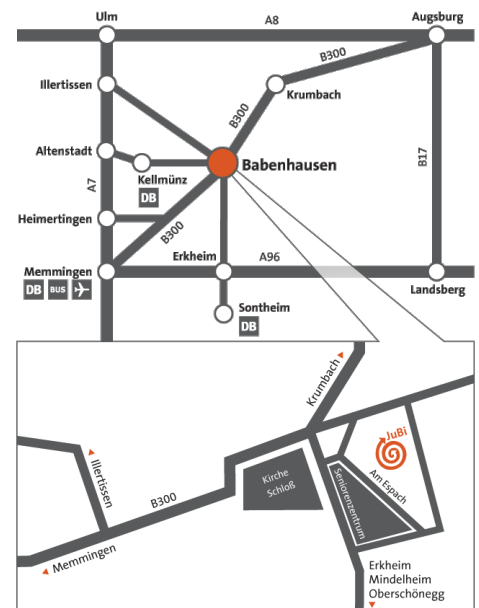 Ulm
A8
Augsburg
B300
Illertissen
Krumbach
B300
Altenstadt
B17
Babenhausen
Kellmünz
DB
A7
Heimertingen
B300
Erkheim
A96
Memmingen
DB BUS
Landsberg
Sontheim
DB
Krumbach
JuBi
Illertissen
Kirche
Schloß
Am Espach
Seniorenzentrum
B300
Memmingen
Erkheim
Mindelheim
Oberschönegg